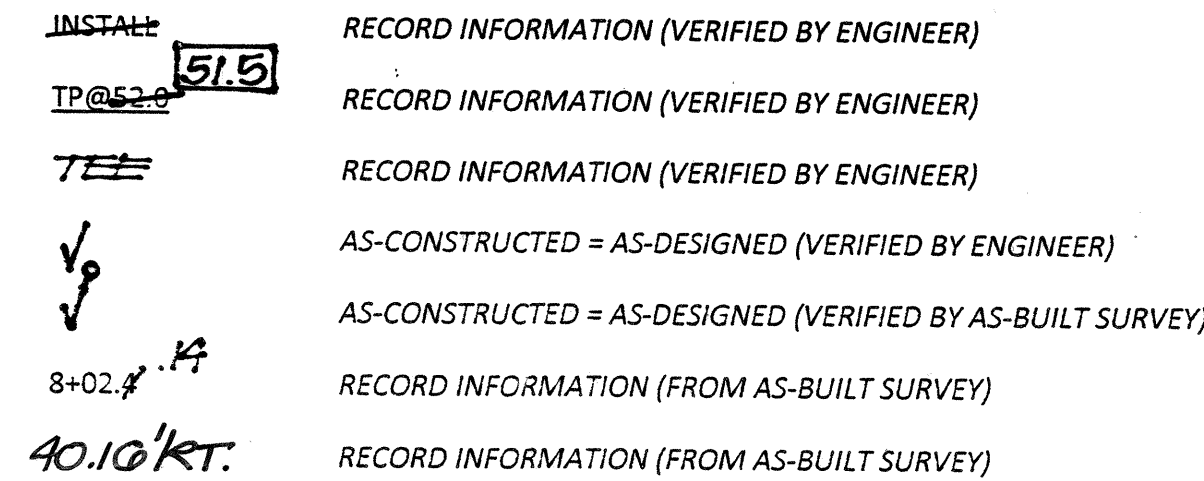 INSTALL RECORD INFORMATION (VERIFIED BY ENGINEER)
51.5
TP@52.0 RECORD INFORMATION (VERIFIED BY ENGINEER)
TEE RECORD INFORMATION (VERIFIED BY ENGINEER)
AS-CONSTRUCTED = AS-DESIGNED (VERIFIED BY ENGINEER)
AS-CONSTRUCTED = AS-DESIGNED (VERIFIED BY AS-BUILT SURVEY)
8+02.4 .14 RECORD INFORMATION (FROM AS-BUILT SURVEY)
40.16'RT. RECORD INFORMATION (FROM AS-BUILT SURVEY)